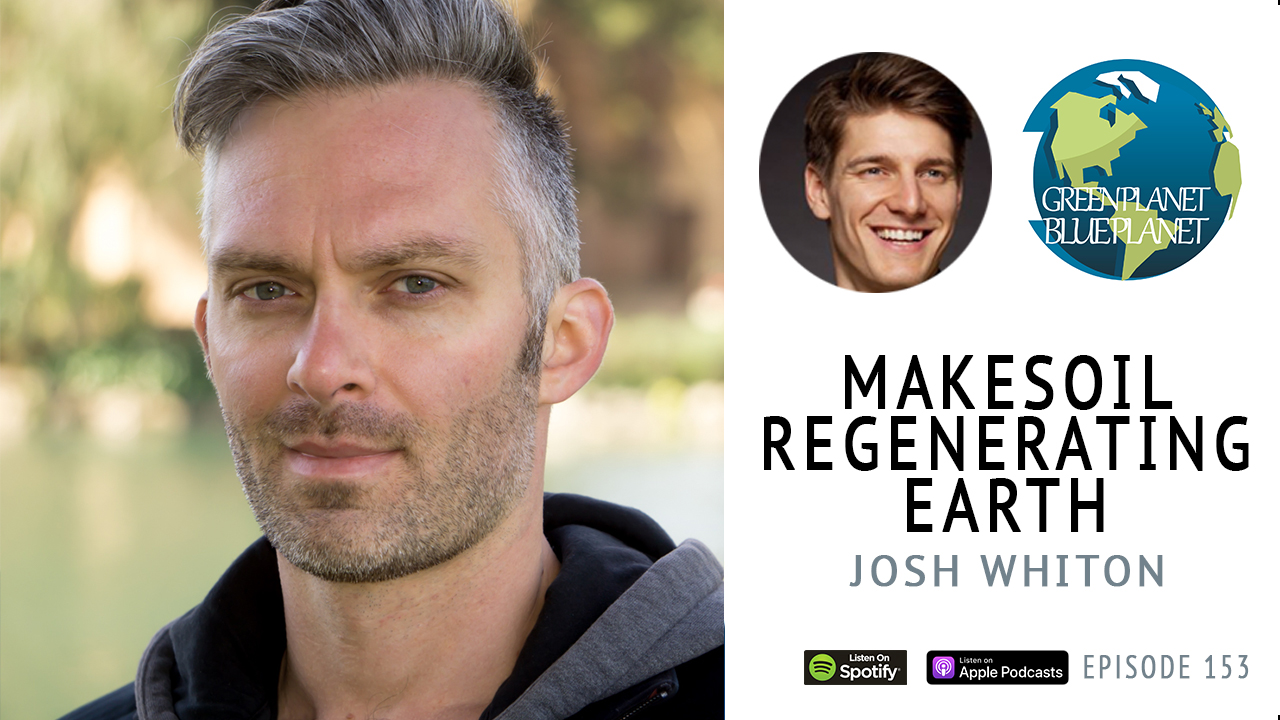 GREENPLANET
BLUEPLANET
MAKESOIL
REGENERATING
EARTH
JOSH WHITON
Listen On
Spotify
Listen on
Apple Podcasts
EPISODE 153